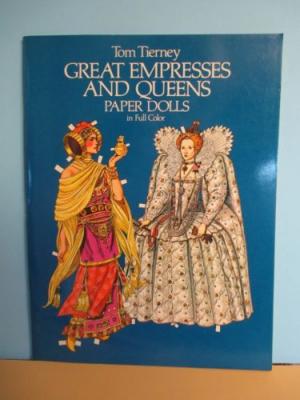 Tom Tierney
GREAT EMPRESSES
AND QUEENS
PAPER DOLLS
in Full Color